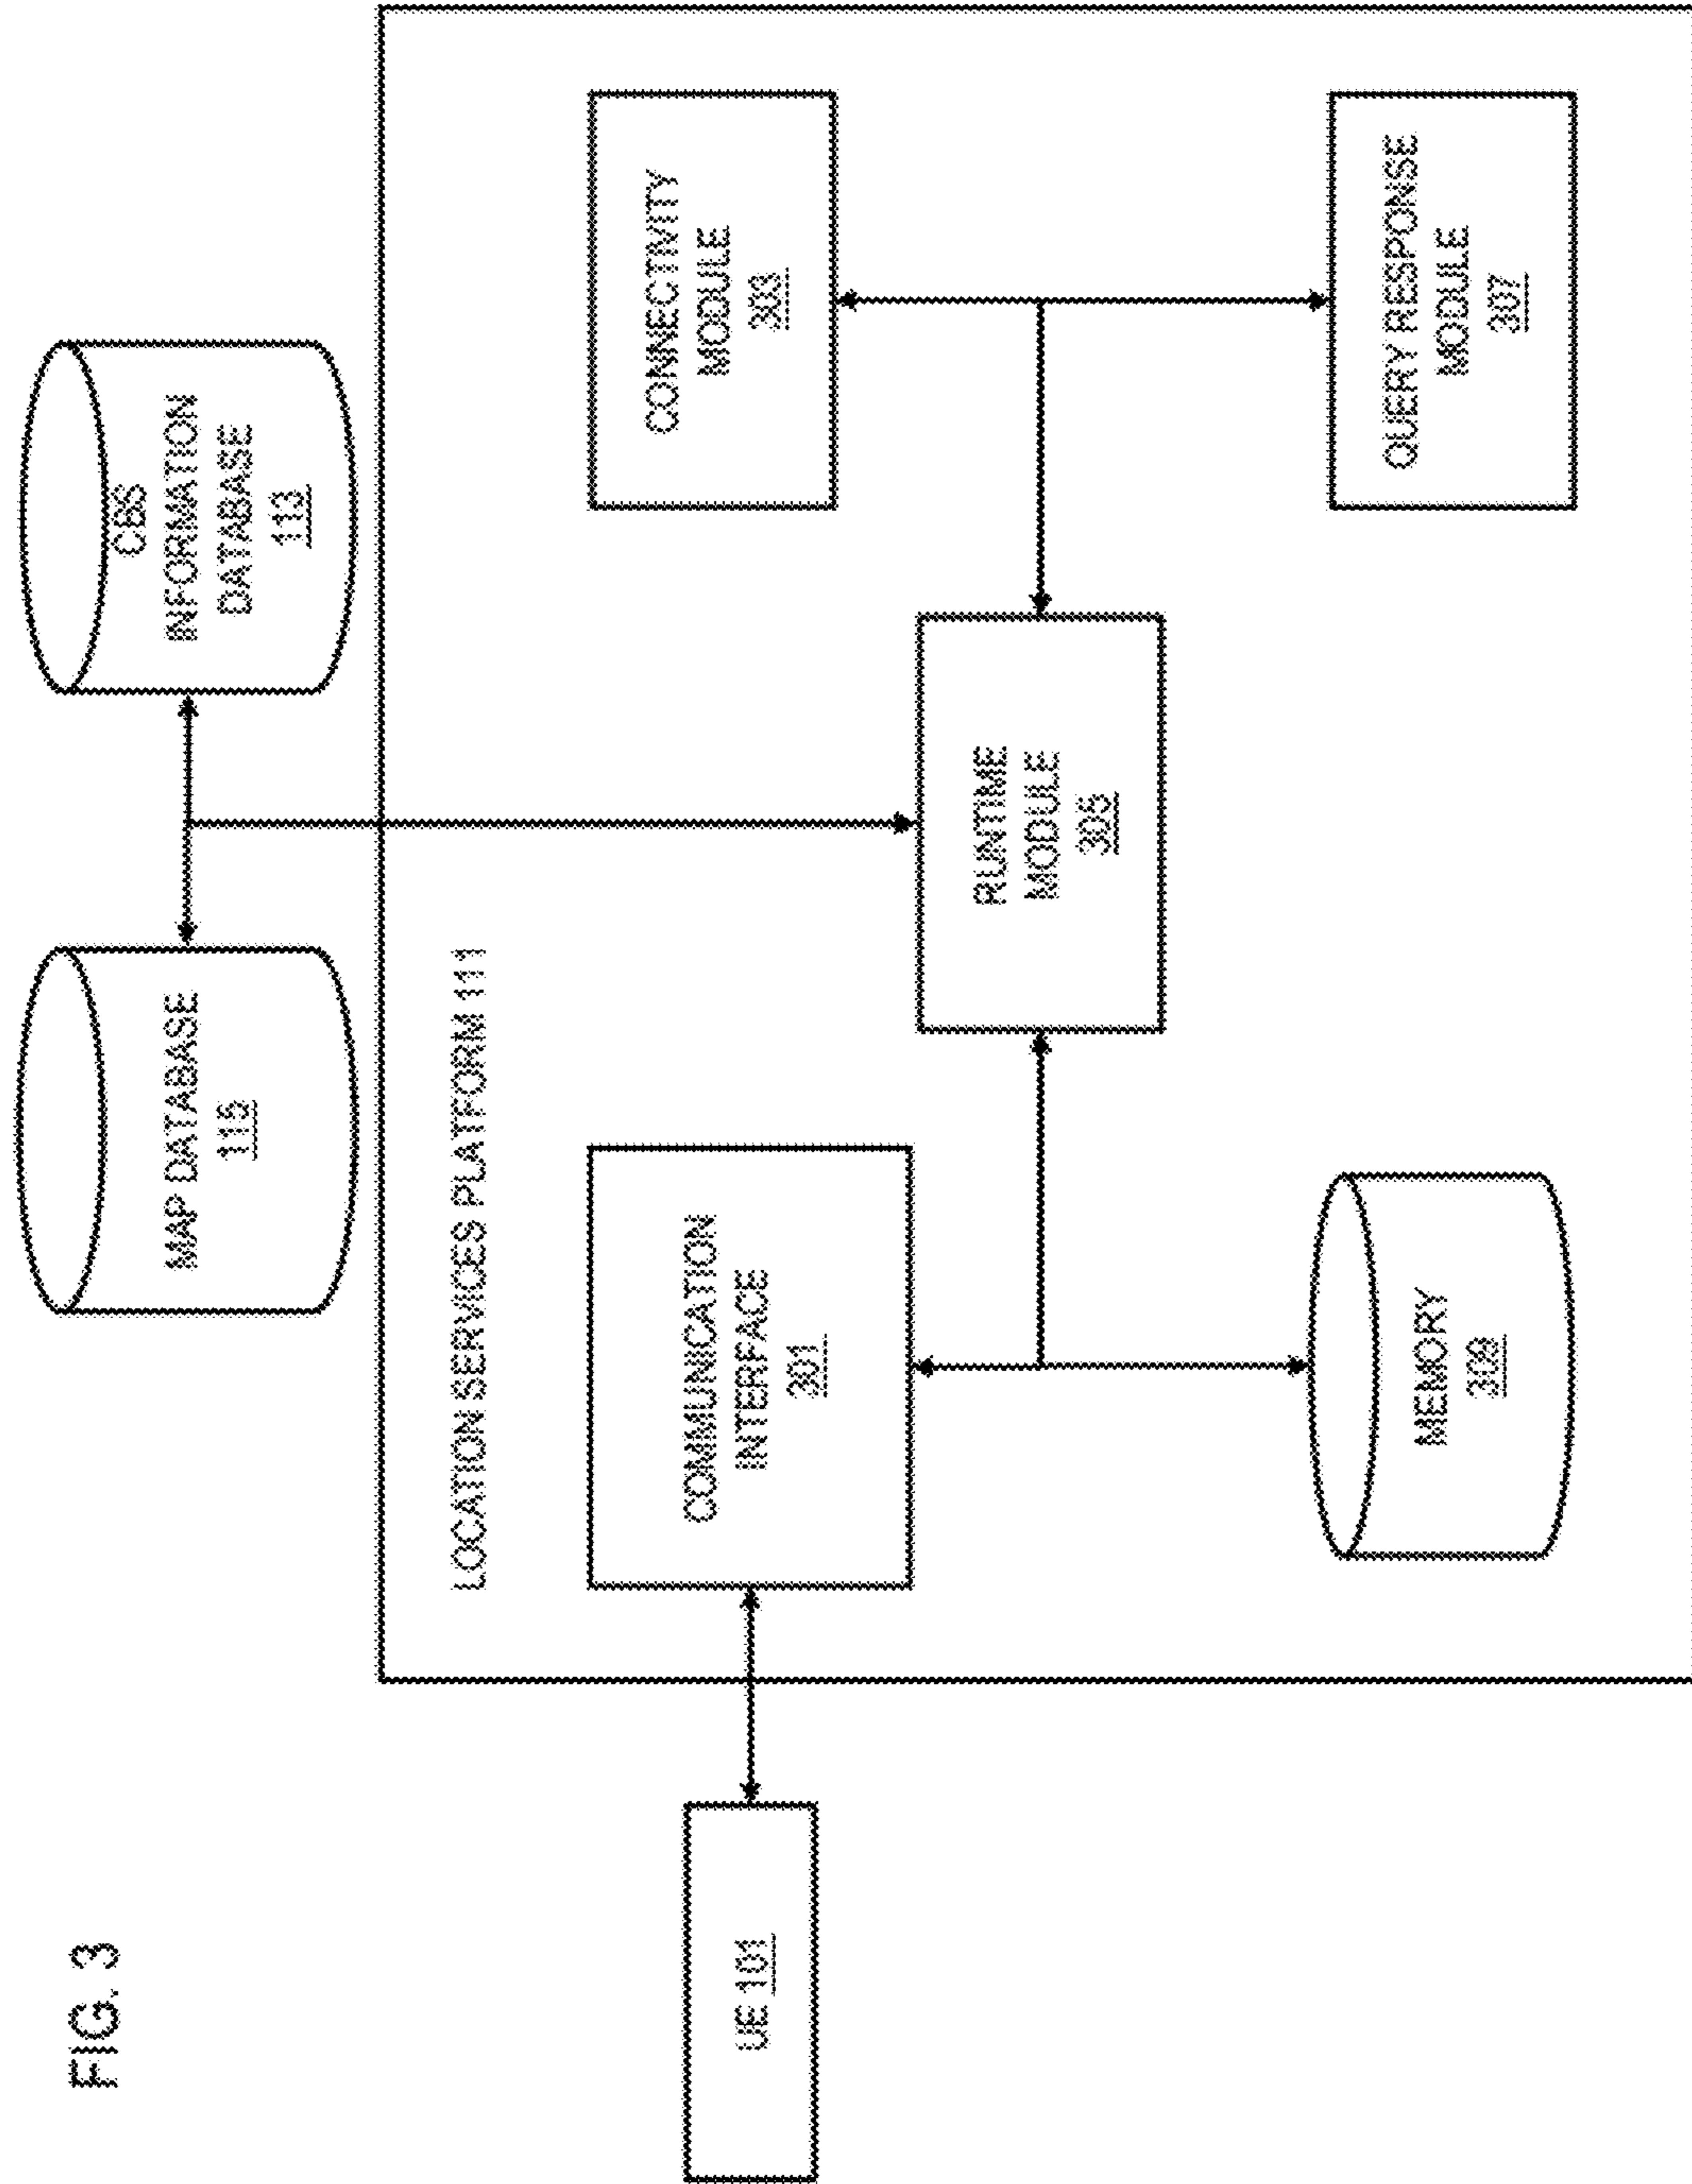 FIG. 3
MAP DATABASE
115
CBS
INFORMATION
DATABASE
113
LOCATION SERVICES PLATFORM 111
UE 101
COMMUNICATION
INTERFACE
301
CONNECTIVITY
MODULE
303
RUNTIME
MODULE
305
MEMORY
309
QUERY RESPONSE
MODULE
307